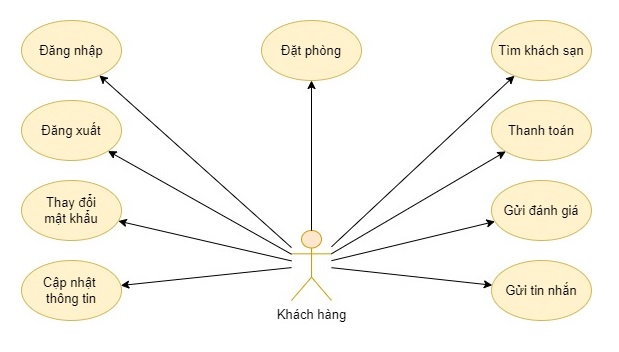 Đăng nhập
Đặt phòng
Tìm khách sạn
Đăng xuất
Thanh toán
Thay đổi
mật khẩu
Gửi đánh giá
Cập nhật
thông tin
Gửi tin nhắn
Khách hàng